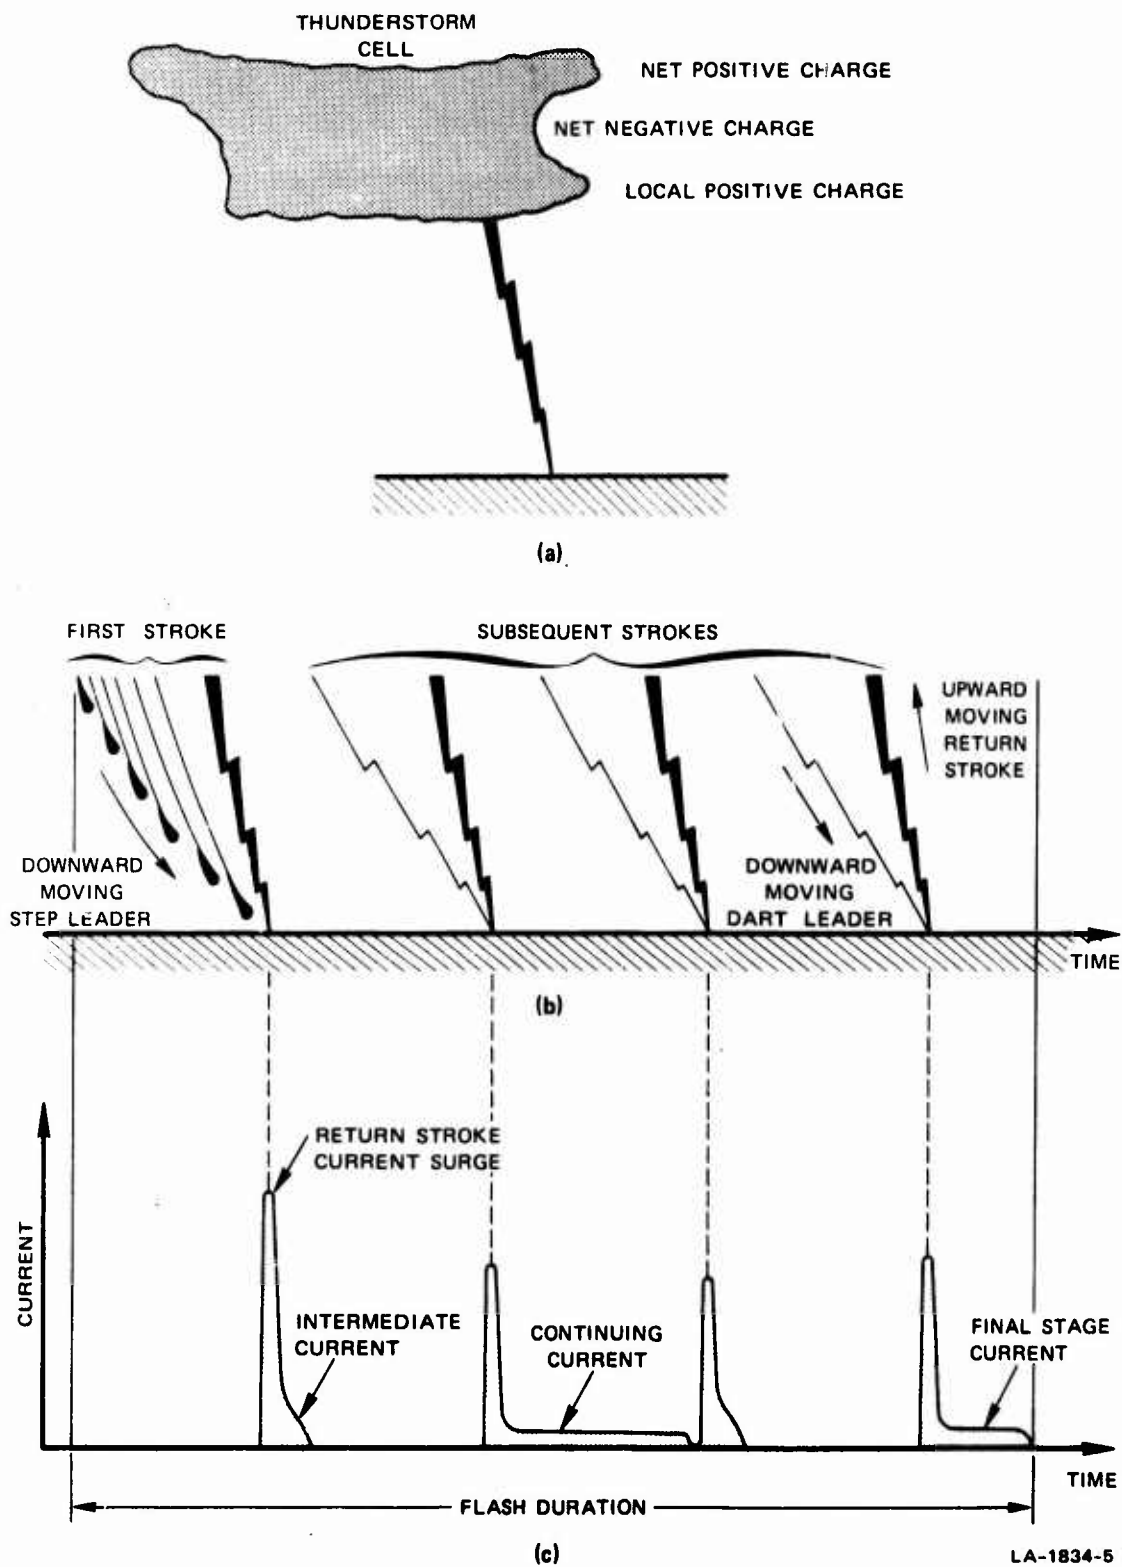 THUNDERSTORM
CELL
NET POSITIVE CHARGE
NET NEGATIVE CHARGE
LOCAL POSITIVE CHARGE
(a)
FIRST STROKE
SUBSEQUENT STROKES
UPWARD
MOVING
RETURN
STROKE
DOWNWARD
MOVING
STEP LEADER
DOWNWARD
MOVING
DART LEADER
TIME
(b)
RETURN STROKE
CURRENT SURGE
CURRENT
INTERMEDIATE
CURRENT
CONTINUING
CURRENT
FINAL STAGE
CURRENT
TIME
FLASH DURATION
(c)
LA-1834-5